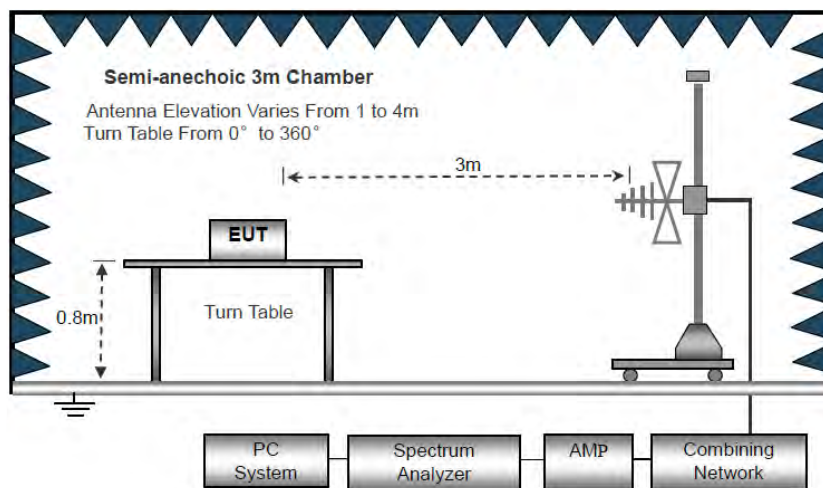 Semi-anechoic 3m Chamber
Antenna Elevation Varies From 1 to 4m
Turn Table From 0° to 360°
3m
EUT
0.8m
Turn Table
PC
System
Spectrum
Analyzer
AMP
Combining
Network